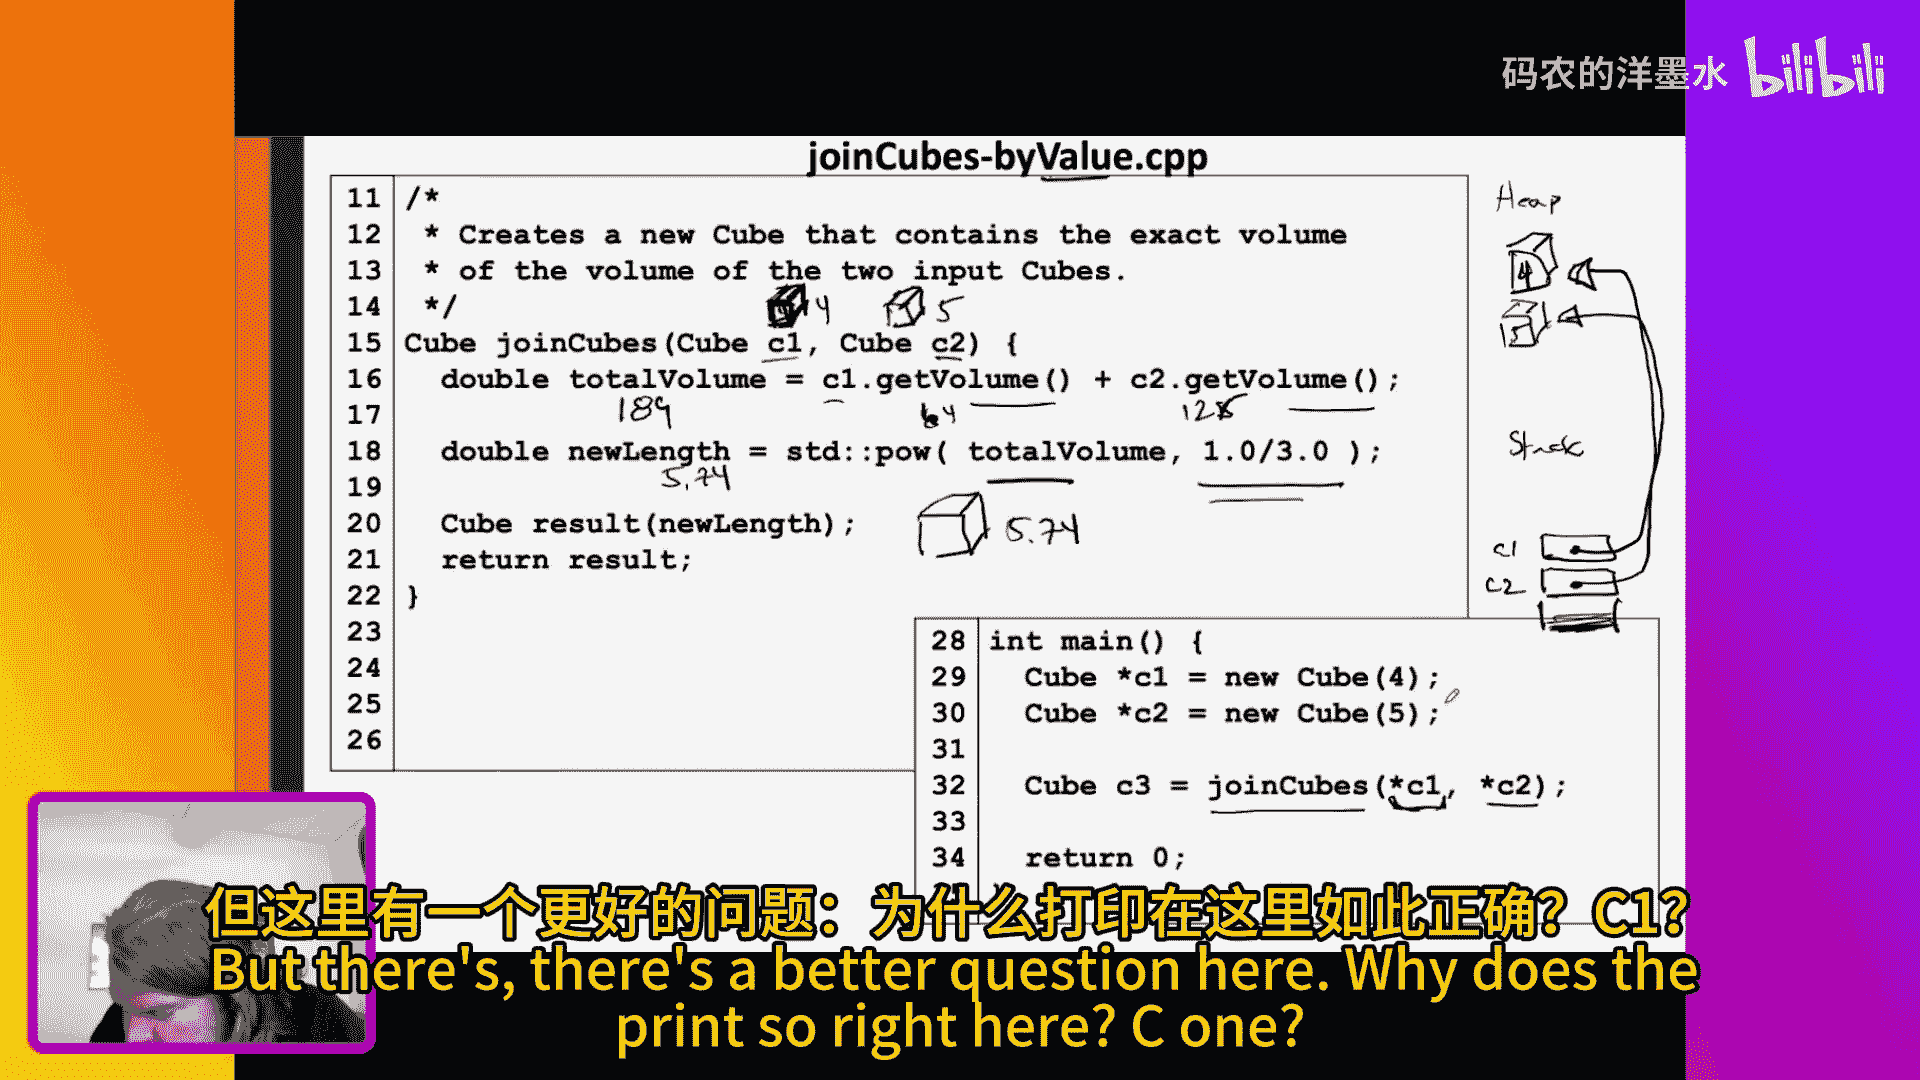 码农的洋墨水 bilibili
joinCubes-byValue.cpp
11 /*
12  * Creates a new Cube that contains the exact volume
13  * of the volume of the two input Cubes.
14  */
4 5
15 Cube joinCubes(Cube c1, Cube c2) {
16   double totalVolume = c1.getVolume() + c2.getVolume();
17
189 64 125
18   double newLength = std::pow( totalVolume, 1.0/3.0 );
5.74
19
20   Cube result(newLength);
5.74
21   return result;
22 }
23
24
25
26
Heap
4
5
Stack
c1
c2
28 int main() {
29   Cube *c1 = new Cube(4);
30   Cube *c2 = new Cube(5);
31
32   Cube c3 = joinCubes(*c1, *c2);
33
34   return 0;
但这里有一个更好的问题：为什么打印在这里如此正确？C1？
But there's, there's a better question here. Why does the
print so right here? C one?